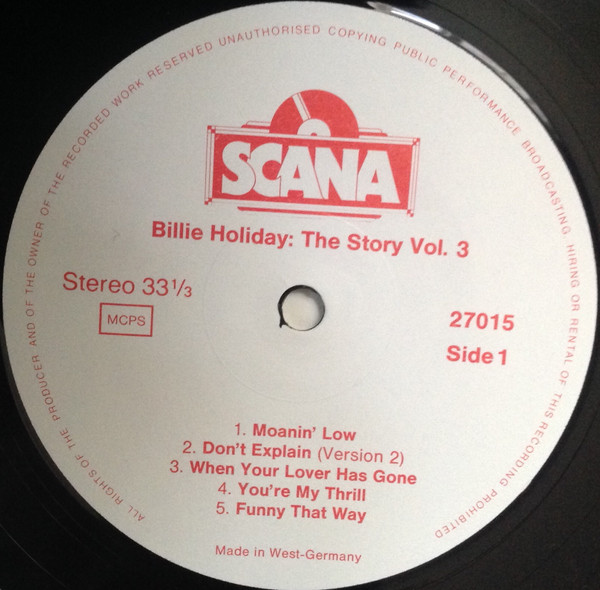 ALL RIGHTS OF THE PRODUCER AND OF THE OWNER OF THE RECORDED WORK RESERVED UNAUTHORISED COPYING PUBLIC PERFORMANCE BROADCASTING, HIRING OR RENTAL OF THIS RECORDING PROHIBITED
SCANA
Billie Holiday: The Story Vol. 3
Stereo 33⅓
MCPS
27015
Side 1
1. Moanin' Low
2. Don't Explain (Version 2)
3. When Your Lover Has Gone
4. You're My Thrill
5. Funny That Way
Made in West-Germany